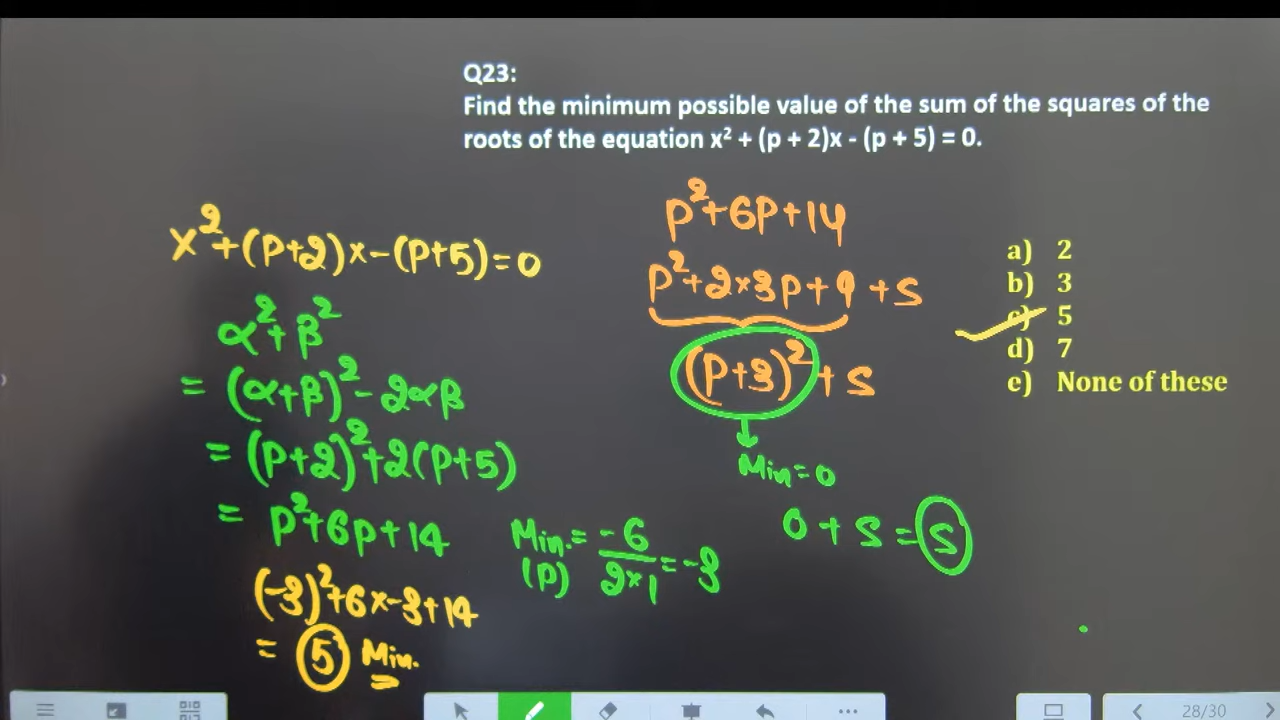 Q23:
Find the minimum possible value of the sum of the squares of the
roots of the equation x² + (p + 2)x - (p + 5) = 0.
x²+(p+2)x-(p+5)=0
α²+β²
= (α+β)²-2αβ
= (p+2)²+2(p+5)
= p²+6p+14
(-3)²+6x-3+14
= 5 Min.
Min.= -6/2×1 = -3
(P)
p²+6p+14
p²+2×3p+9+5
(p+3)²+5
Min=0
0+5=5
a) 2
b) 3
c) 5
d) 7
e) None of these
28/30